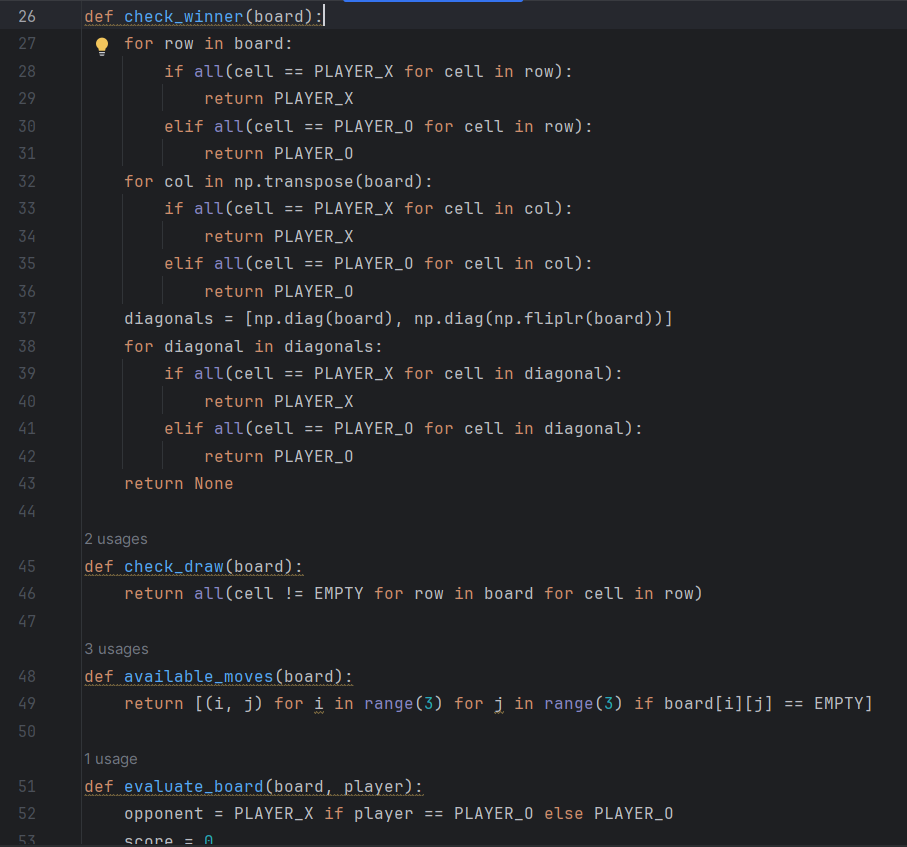 26 def check_winner(board):
27     for row in board:
28         if all(cell == PLAYER_X for cell in row):
29             return PLAYER_X
30         elif all(cell == PLAYER_O for cell in row):
31             return PLAYER_O
32     for col in np.transpose(board):
33         if all(cell == PLAYER_X for cell in col):
34             return PLAYER_X
35         elif all(cell == PLAYER_O for cell in col):
36             return PLAYER_O
37     diagonals = [np.diag(board), np.diag(np.fliplr(board))]
38     for diagonal in diagonals:
39         if all(cell == PLAYER_X for cell in diagonal):
40             return PLAYER_X
41         elif all(cell == PLAYER_O for cell in diagonal):
42             return PLAYER_O
43     return None
44
2 usages
45 def check_draw(board):
46     return all(cell != EMPTY for row in board for cell in row)
47
3 usages
48 def available_moves(board):
49     return [(i, j) for i in range(3) for j in range(3) if board[i][j] == EMPTY]
50
1 usage
51 def evaluate_board(board, player):
52     opponent = PLAYER_X if player == PLAYER_O else PLAYER_O
53     score = 0